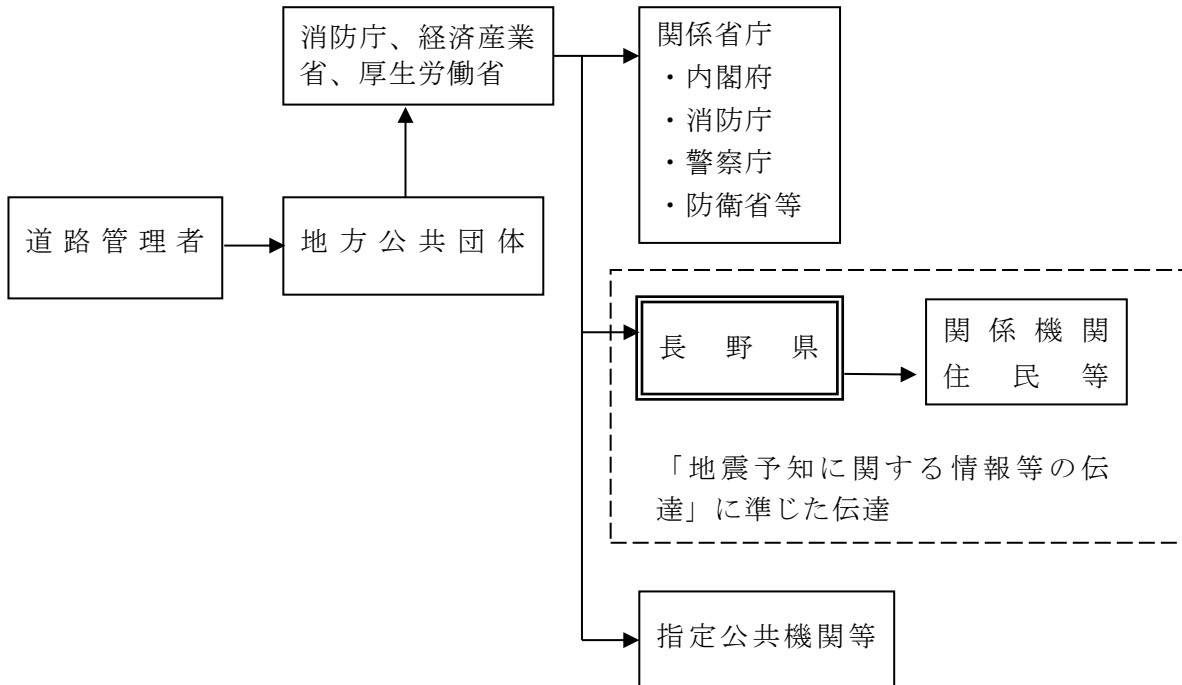 消防庁、経済産業
省、厚生労働省
関係省庁
・内閣府
・消防庁
・警察庁
・防衛省等
道路管理者
地方公共団体
長野県
関係機関
住民等
「地震予知に関する情報等の伝
達」に準じた伝達
指定公共機関等